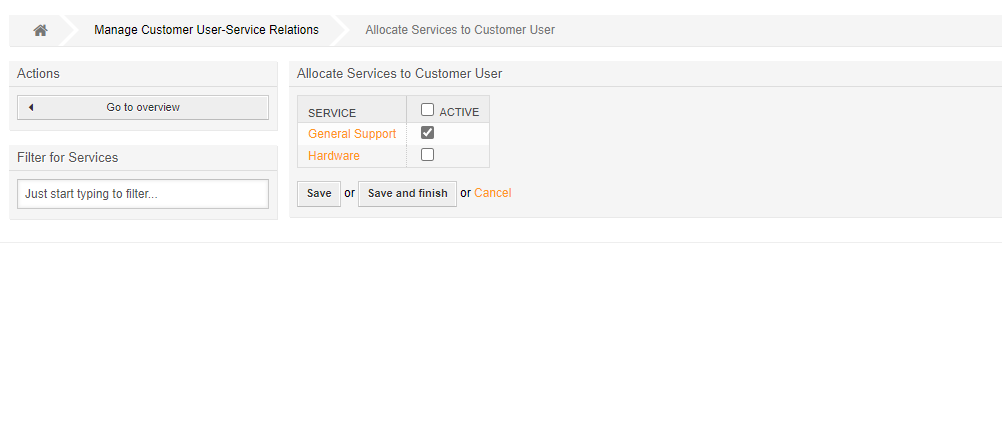 Manage Customer User-Service Relations Allocate Services to Customer User
Actions
Go to overview
Filter for Services
Just start typing to filter...
Allocate Services to Customer User
SERVICE ACTIVE
General Support
Hardware
Save or Save and finish or Cancel